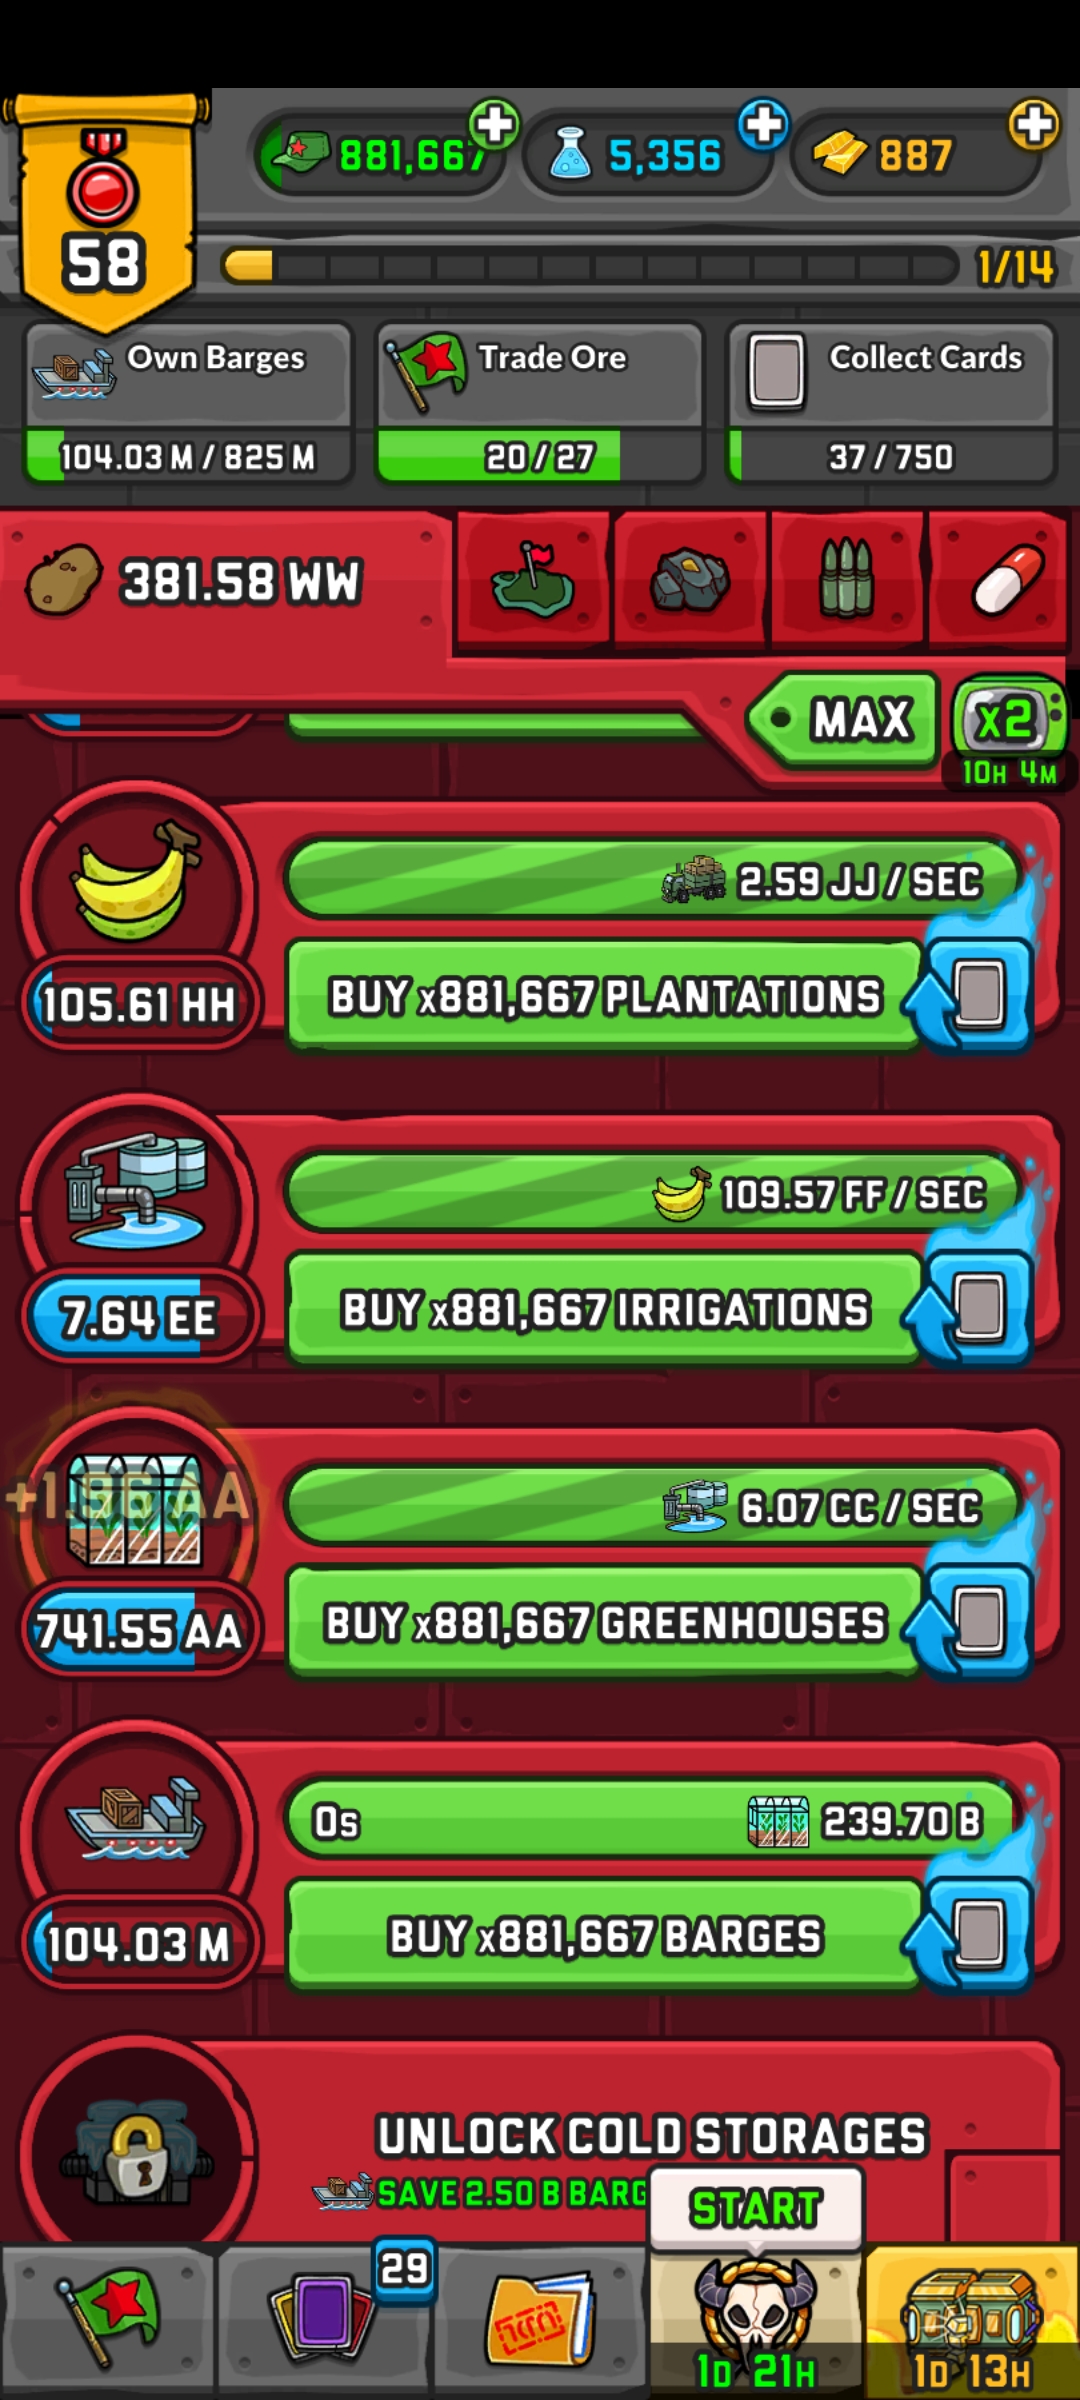 58
881,667
5,356
887
1/14
Own Barges
104.03 M / 825 M
Trade Ore
20 / 27
Collect Cards
37 / 750
381.58 WW
MAX
x2
10H 4M
2.59 JJ / SEC
105.61 HH
BUY x881,667 PLANTATIONS
109.57 FF / SEC
7.64 EE
BUY x881,667 IRRIGATIONS
+1.96 AA
6.07 CC / SEC
741.55 AA
BUY x881,667 GREENHOUSES
0s
239.70 B
104.03 M
BUY x881,667 BARGES
UNLOCK COLD STORAGES
SAVE 2.50 B BARG
START
29
1D 21H
1D 13H